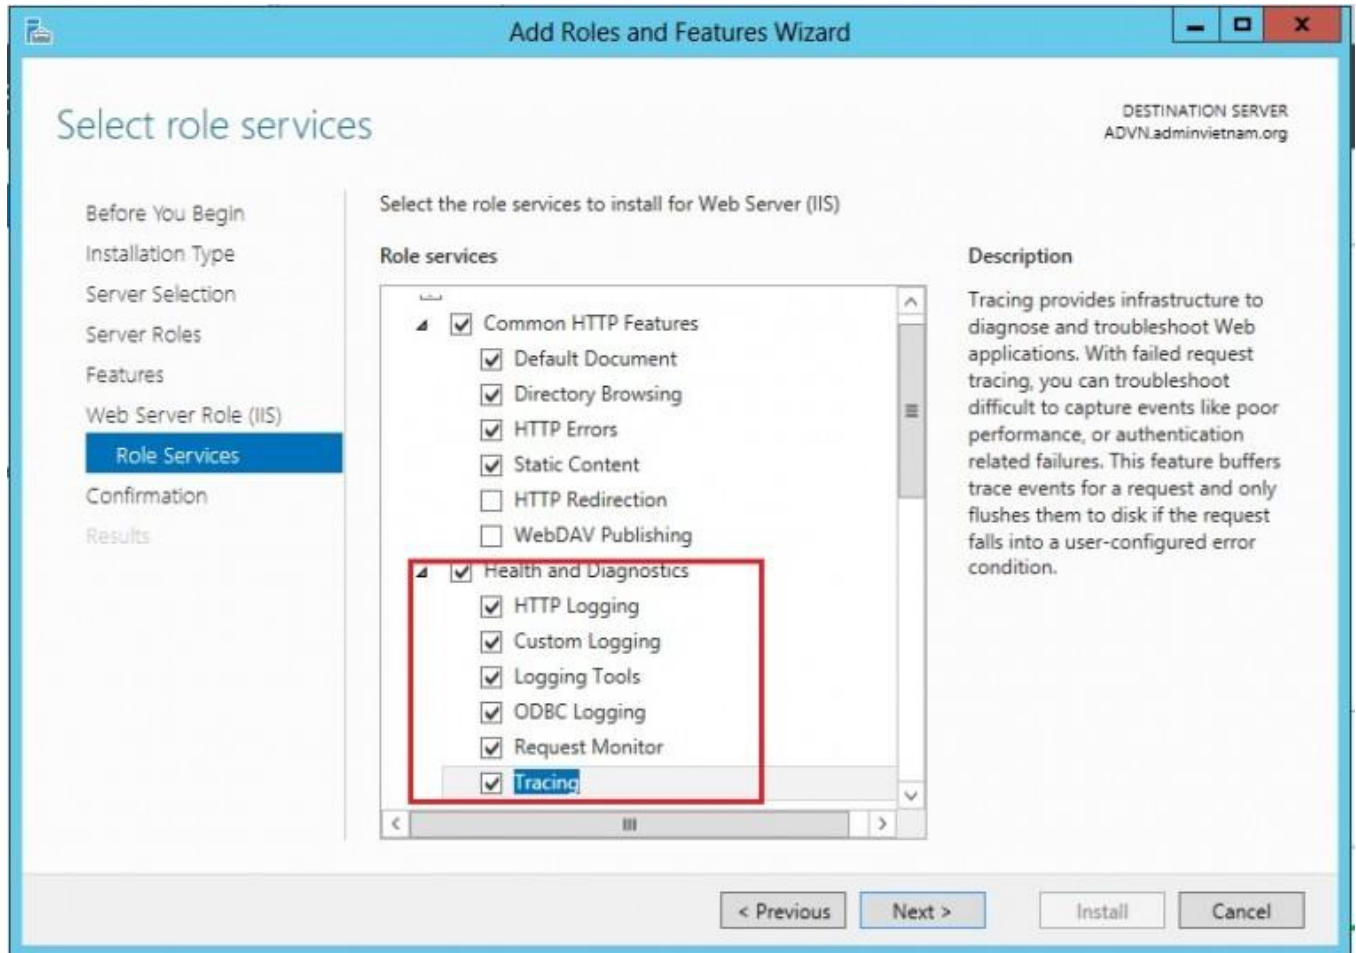 Add Roles and Features Wizard
Select role services
DESTINATION SERVER
ADVN.adminvietnam.org
Before You Begin
Installation Type
Server Selection
Server Roles
Features
Web Server Role (IIS)
Role Services
Confirmation
Results
Select the role services to install for Web Server (IIS)
Role services
Common HTTP Features
Default Document
Directory Browsing
HTTP Errors
Static Content
HTTP Redirection
WebDAV Publishing
Health and Diagnostics
HTTP Logging
Custom Logging
Logging Tools
ODBC Logging
Request Monitor
Tracing
Description
Tracing provides infrastructure to
diagnose and troubleshoot Web
applications. With failed request
tracing, you can troubleshoot
difficult to capture events like poor
performance, or authentication
related failures. This feature buffers
trace events for a request and only
flushes them to disk if the request
falls into a user-configured error
condition.
< Previous
Next >
Install
Cancel